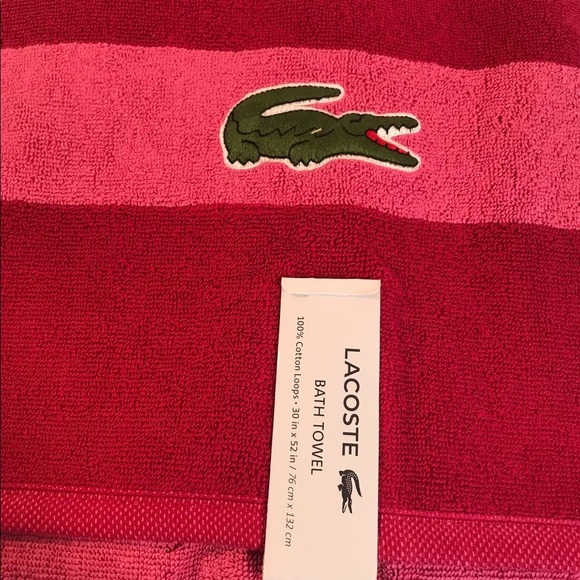 LACOSTE
BATH TOWEL
100% Cotton Loops • 30 in x 52 in / 76 cm x 132 cm